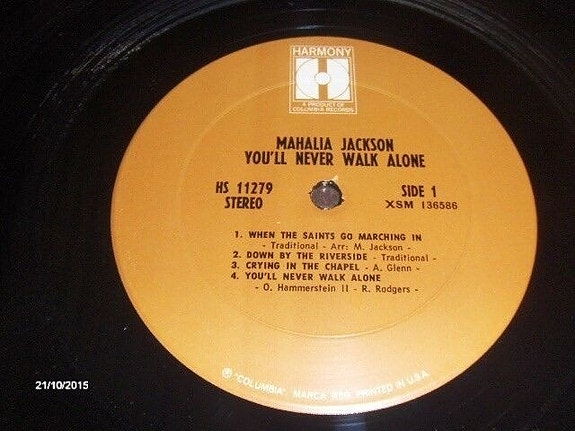 HARMONY
A PRODUCT OF
COLUMBIA RECORDS
MAHALIA JACKSON
YOU'LL NEVER WALK ALONE
HS 11279
STEREO
SIDE 1
XSM 136586
1. WHEN THE SAINTS GO MARCHING IN
- Traditional - Arr: M. Jackson -
2. DOWN BY THE RIVERSIDE - Traditional -
3. CRYING IN THE CHAPEL - A. Glenn -
4. YOU'LL NEVER WALK ALONE
- O. Hammerstein II - R. Rodgers -
® "COLUMBIA" MARCA REG. PRINTED IN U.S.A.
21/10/2015